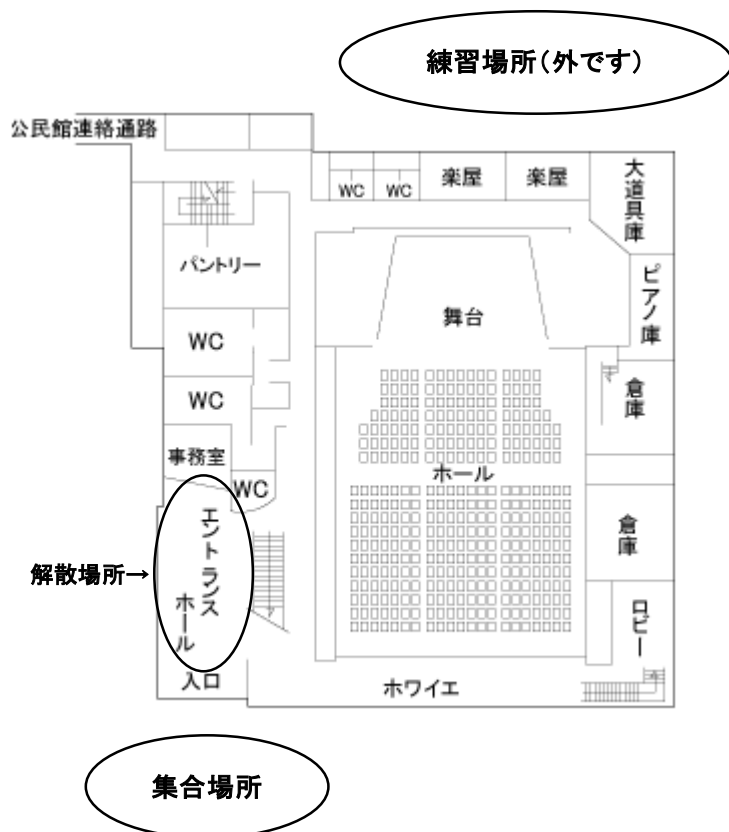 練習場所（外です）
公民館連絡通路
WC
WC
楽屋
楽屋
大道具庫
パントリー
ピアノ庫
舞台
WC
倉庫
WC
事務室
ホール
WC
エントランス
ホール
倉庫
解散場所→
ロビー
入口
ホワイエ
集合場所